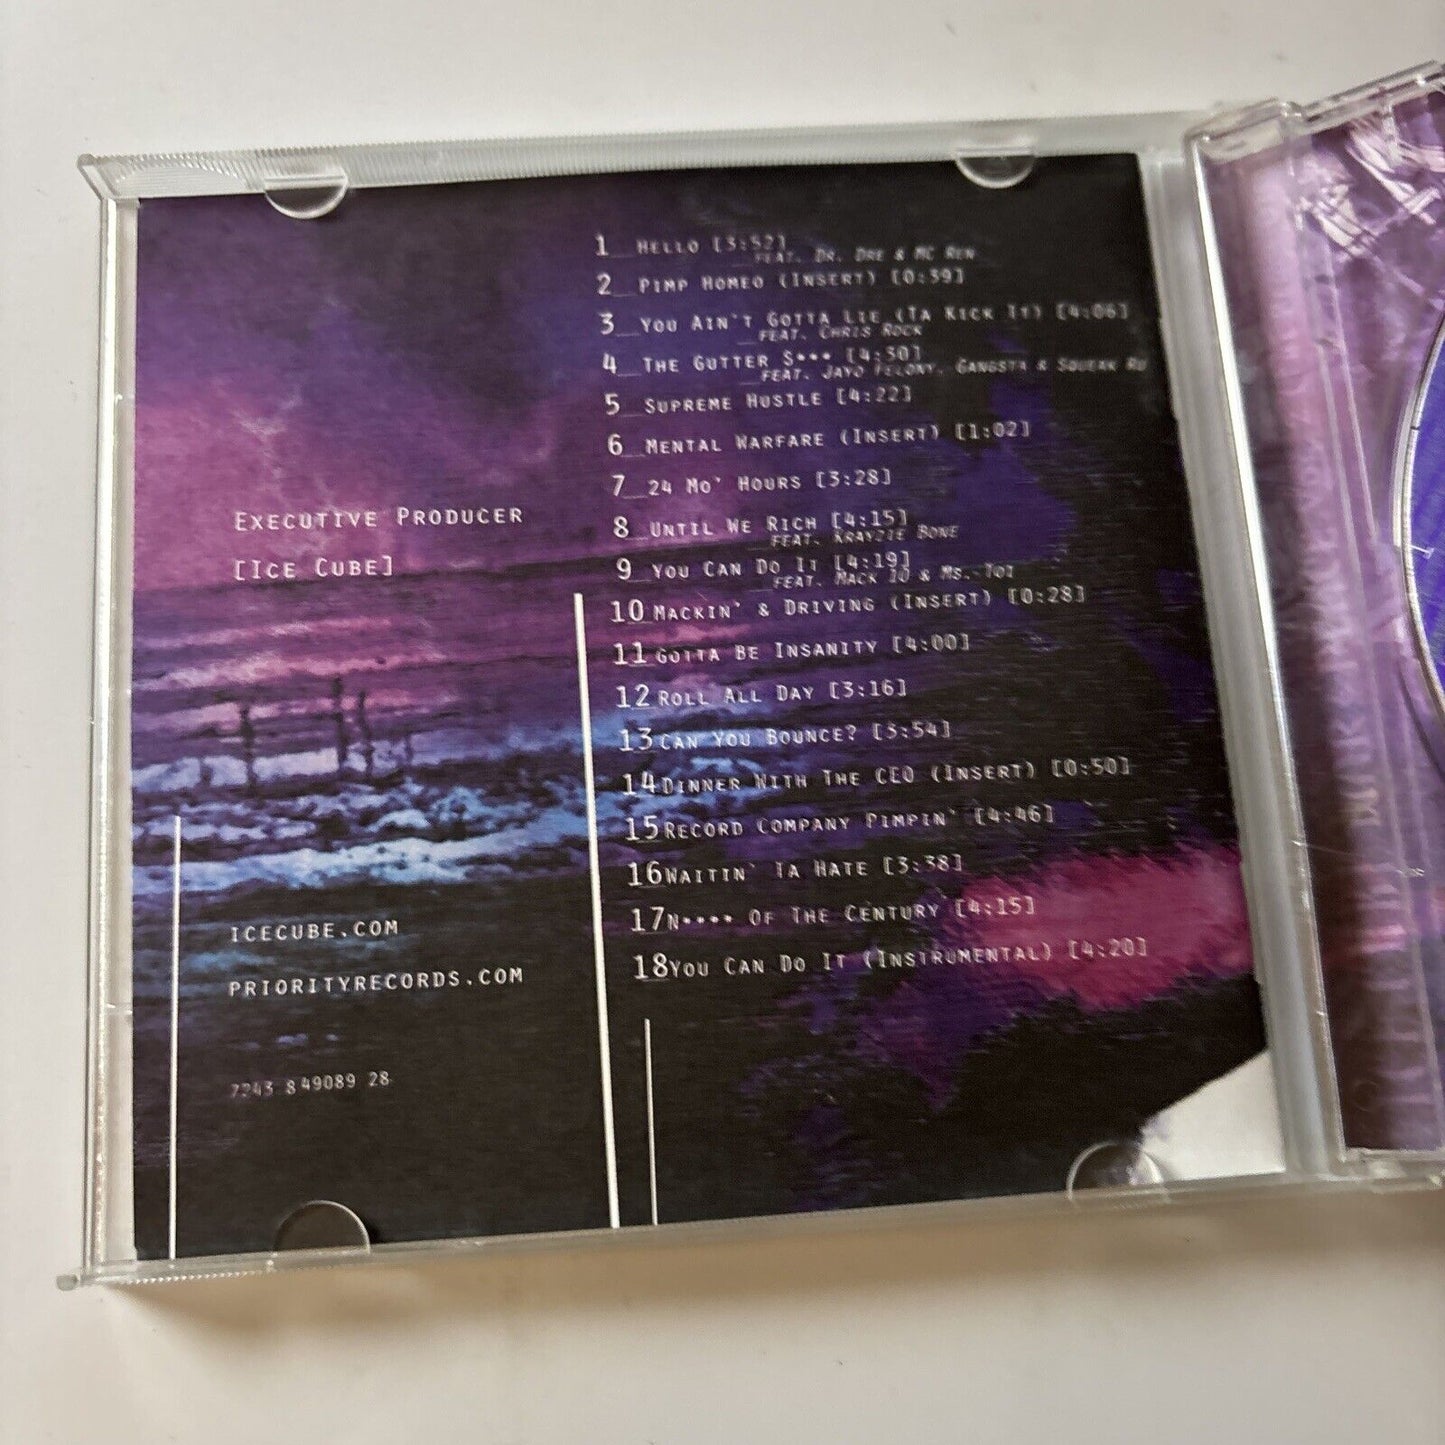 Executive Producer
[Ice Cube]
icecube.com
priorityrecords.com
7243 8 49089 28
1 Hello [3:52]
feat. Dr. Dre & MC Ren
2 Pimp Homeo (Insert) [0:39]
3 You Ain't Gotta Lie (Ta Kick It) [4:06]
feat. Chris Rock
4 The Gutter S*** [4:30]
feat. Jayo Felony, Gangsta & Squeak Ru
5 Supreme Hustle [4:22]
6 Mental Warfare (Insert) [1:02]
7 24 Mo' Hours [3:28]
8 Until We Rich [4:15]
feat. Krayzie Bone
9 You Can Do It [4:19]
feat. Mack 10 & Ms. Toi
10 Mackin' & Driving (Insert) [0:28]
11 Gotta Be Insanity [4:00]
12 Roll All Day [3:16]
13 Can You Bounce? [3:54]
14 Dinner With The CEO (Insert) [0:50]
15 Record Company Pimpin' [4:46]
16 Waitin' Ta Hate [3:38]
17 N**** Of The Century [4:15]
18 You Can Do It (Instrumental) [4:20]